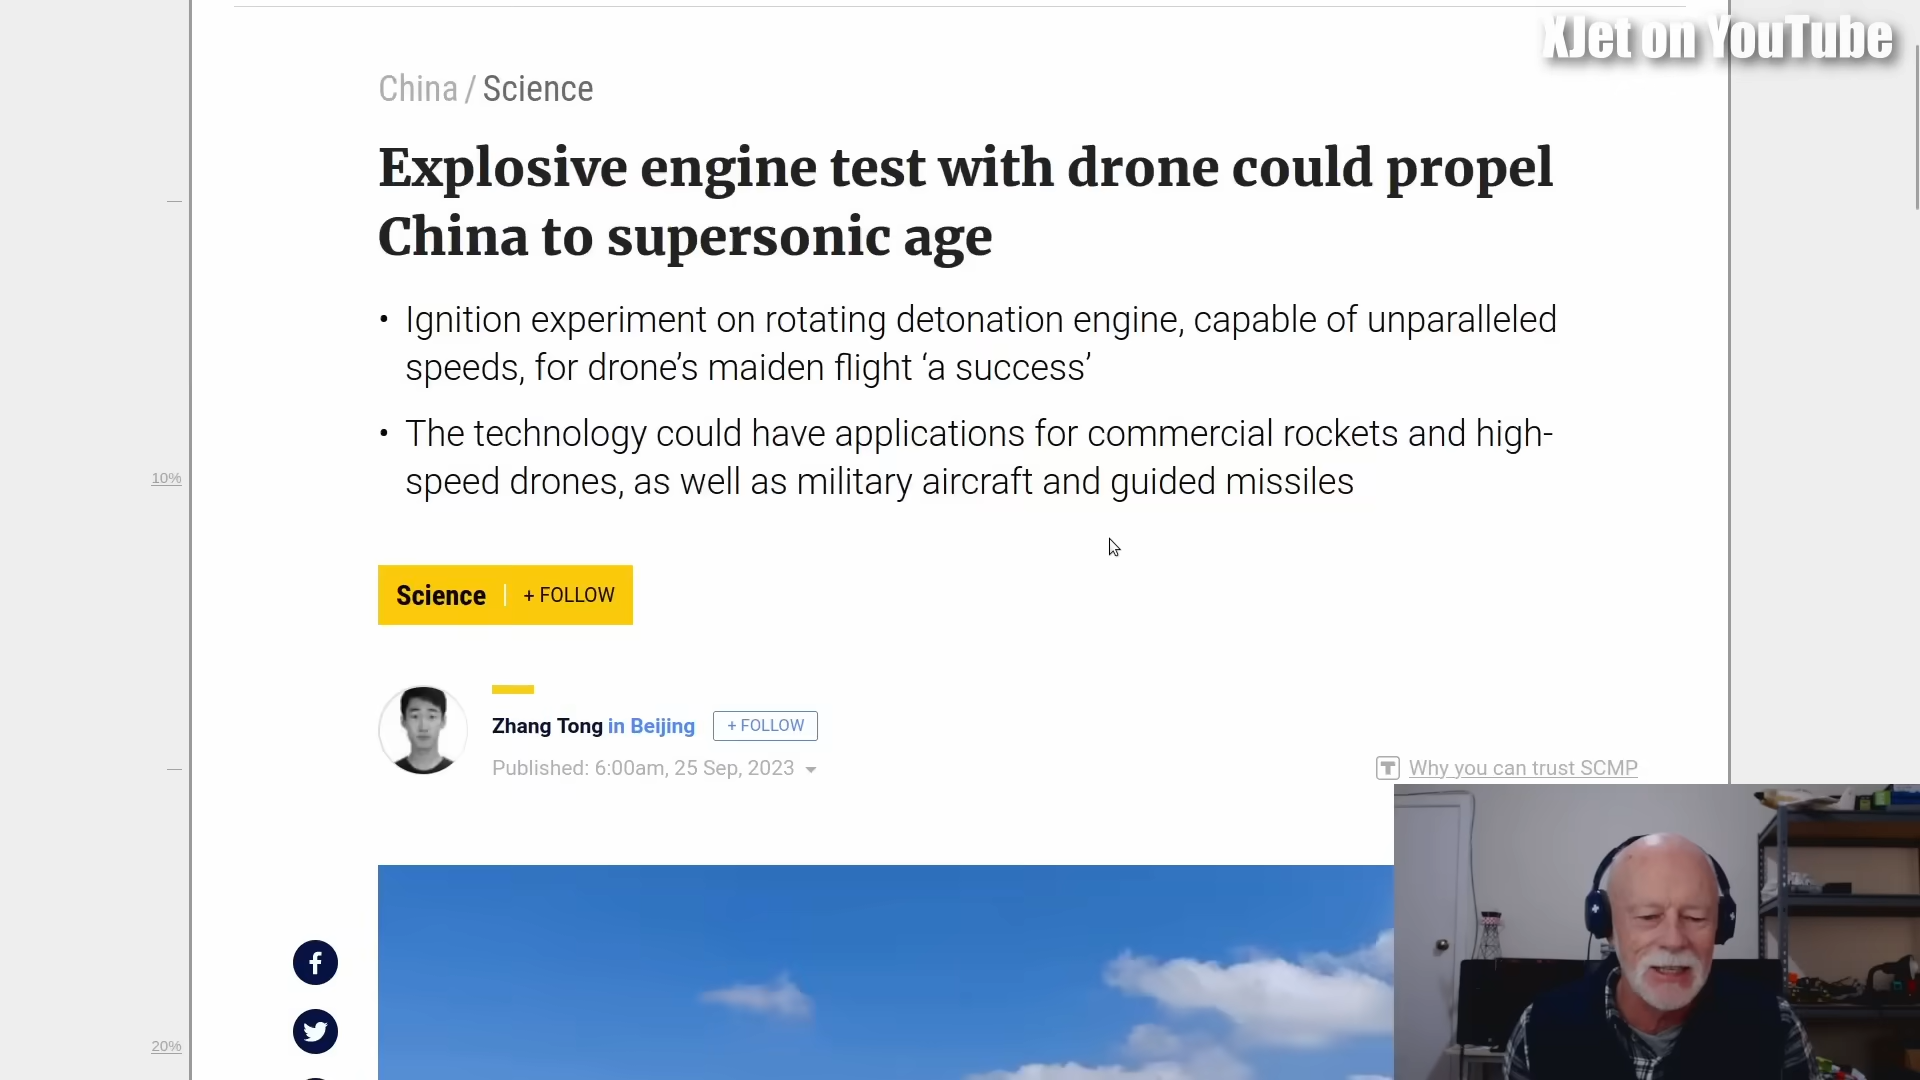 XJet on YouTube
China / Science
Explosive engine test with drone could propel
China to supersonic age
• Ignition experiment on rotating detonation engine, capable of unparalleled
speeds, for drone’s maiden flight ‘a success’
• The technology could have applications for commercial rockets and high-
speed drones, as well as military aircraft and guided missiles
10%
Science | + FOLLOW
Zhang Tong in Beijing + FOLLOW
Published: 6:00am, 25 Sep, 2023
T Why you can trust SCMP
20%